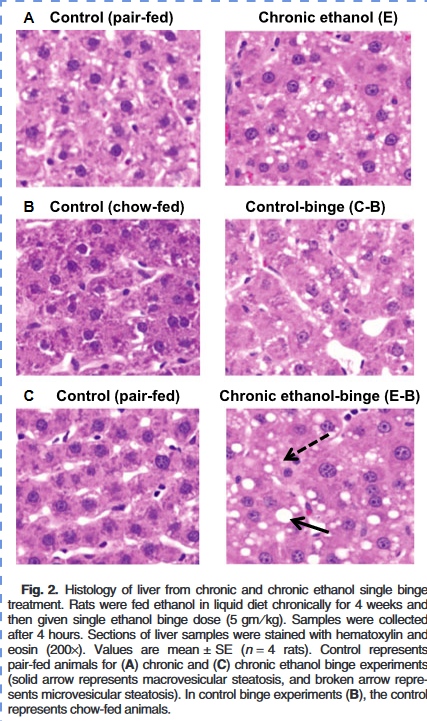 A Control (pair-fed) Chronic ethanol (E)
B Control (chow-fed) Control-binge (C-B)
C Control (pair-fed) Chronic ethanol-binge (E-B)
Fig. 2. Histology of liver from chronic and chronic ethanol single binge
treatment. Rats were fed ethanol in liquid diet chronically for 4 weeks and
then given single ethanol binge dose (5 gm/kg). Samples were collected
after 4 hours. Sections of liver samples were stained with hematoxylin and
eosin (200×). Values are mean ± SE (n = 4 rats). Control represents
pair-fed animals for (A) chronic and (C) chronic ethanol binge experiments
(solid arrow represents macrovesicular steatosis, and broken arrow repre-
sents microvesicular steatosis). In control binge experiments (B), the control
represents chow-fed animals.